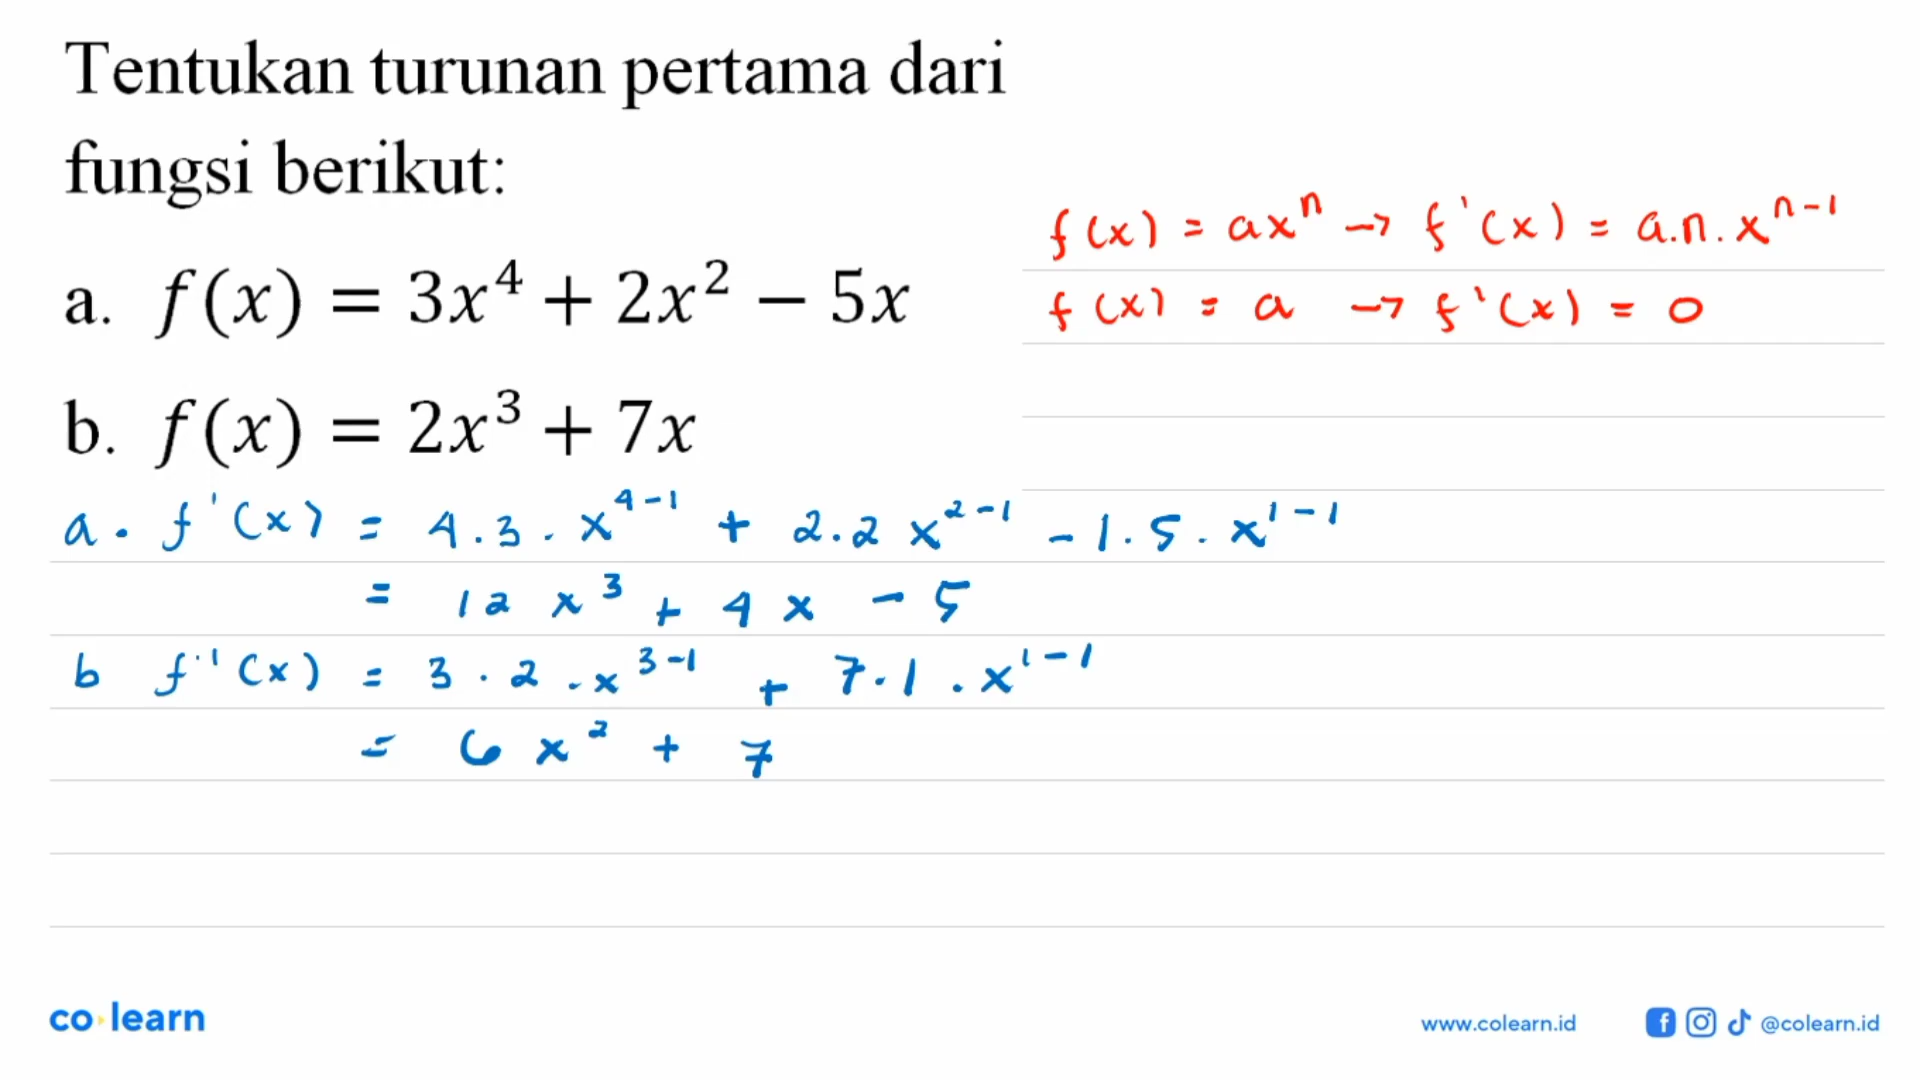 Tentukan turunan pertama dari
fungsi berikut:
f(x) = ax^n → f'(x) = a.n.x^{n-1}
a. f(x) = 3x^4 + 2x^2 − 5x
f(x) = a → f'(x) = 0
b. f(x) = 2x^3 + 7x
a. f'(x) = 4.3.x^{4-1} + 2.2 x^{2-1} - 1.5.x^{1-1}
= 12 x^3 + 4x - 5
b f'(x) = 3.2.x^{3-1} + 7.1.x^{1-1}
= 6x^2 + 7
co learn
www.colearn.id
@colearn.id